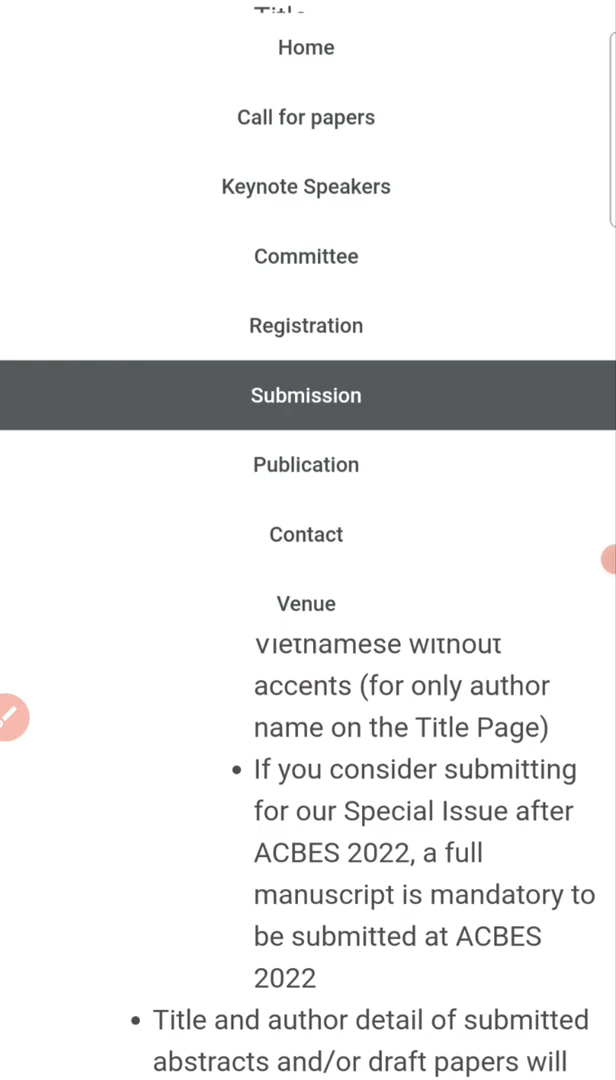 Title
Home
Call for papers
Keynote Speakers
Committee
Registration
Submission
Publication
Contact
Venue
Vietnamese without
accents (for only author
name on the Title Page)
• If you consider submitting
for our Special Issue after
ACBES 2022, a full
manuscript is mandatory to
be submitted at ACBES
2022
• Title and author detail of submitted
abstracts and/or draft papers will